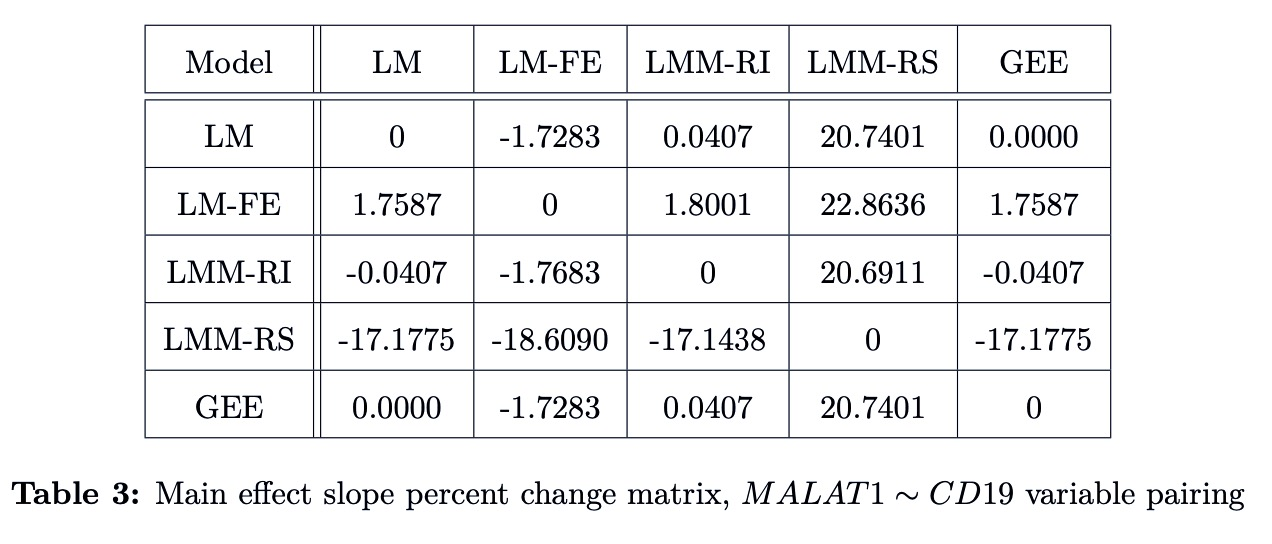 Model LM LM-FE LMM-RI LMM-RS GEE
LM 0 -1.7283 0.0407 20.7401 0.0000
LM-FE 1.7587 0 1.8001 22.8636 1.7587
LMM-RI -0.0407 -1.7683 0 20.6911 -0.0407
LMM-RS -17.1775 -18.6090 -17.1438 0 -17.1775
GEE 0.0000 -1.7283 0.0407 20.7401 0
Table 3: Main effect slope percent change matrix, MALAT1 ∼ CD19 variable pairing